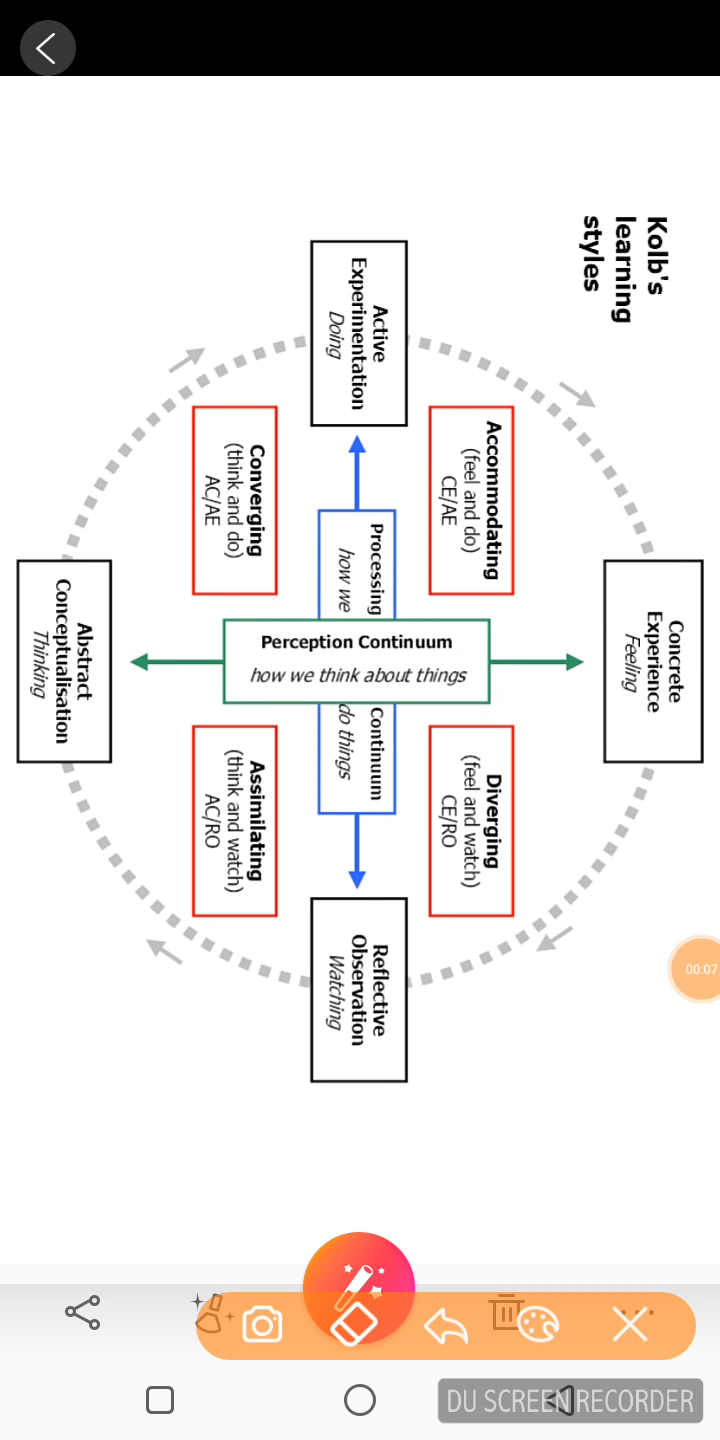 Kolb's
learning
styles
Concrete
Experience
Feeling
Accommodating
(feel and do)
CE/AE
Diverging
(feel and watch)
CE/RO
Active
Experimentation
Doing
Processing Continuum
how we do things
Perception Continuum
how we think about things
Reflective
Observation
Watching
Converging
(think and do)
AC/AE
Assimilating
(think and watch)
AC/RO
Abstract
Conceptualisation
Thinking
00:07
DU SCREEN RECORDER